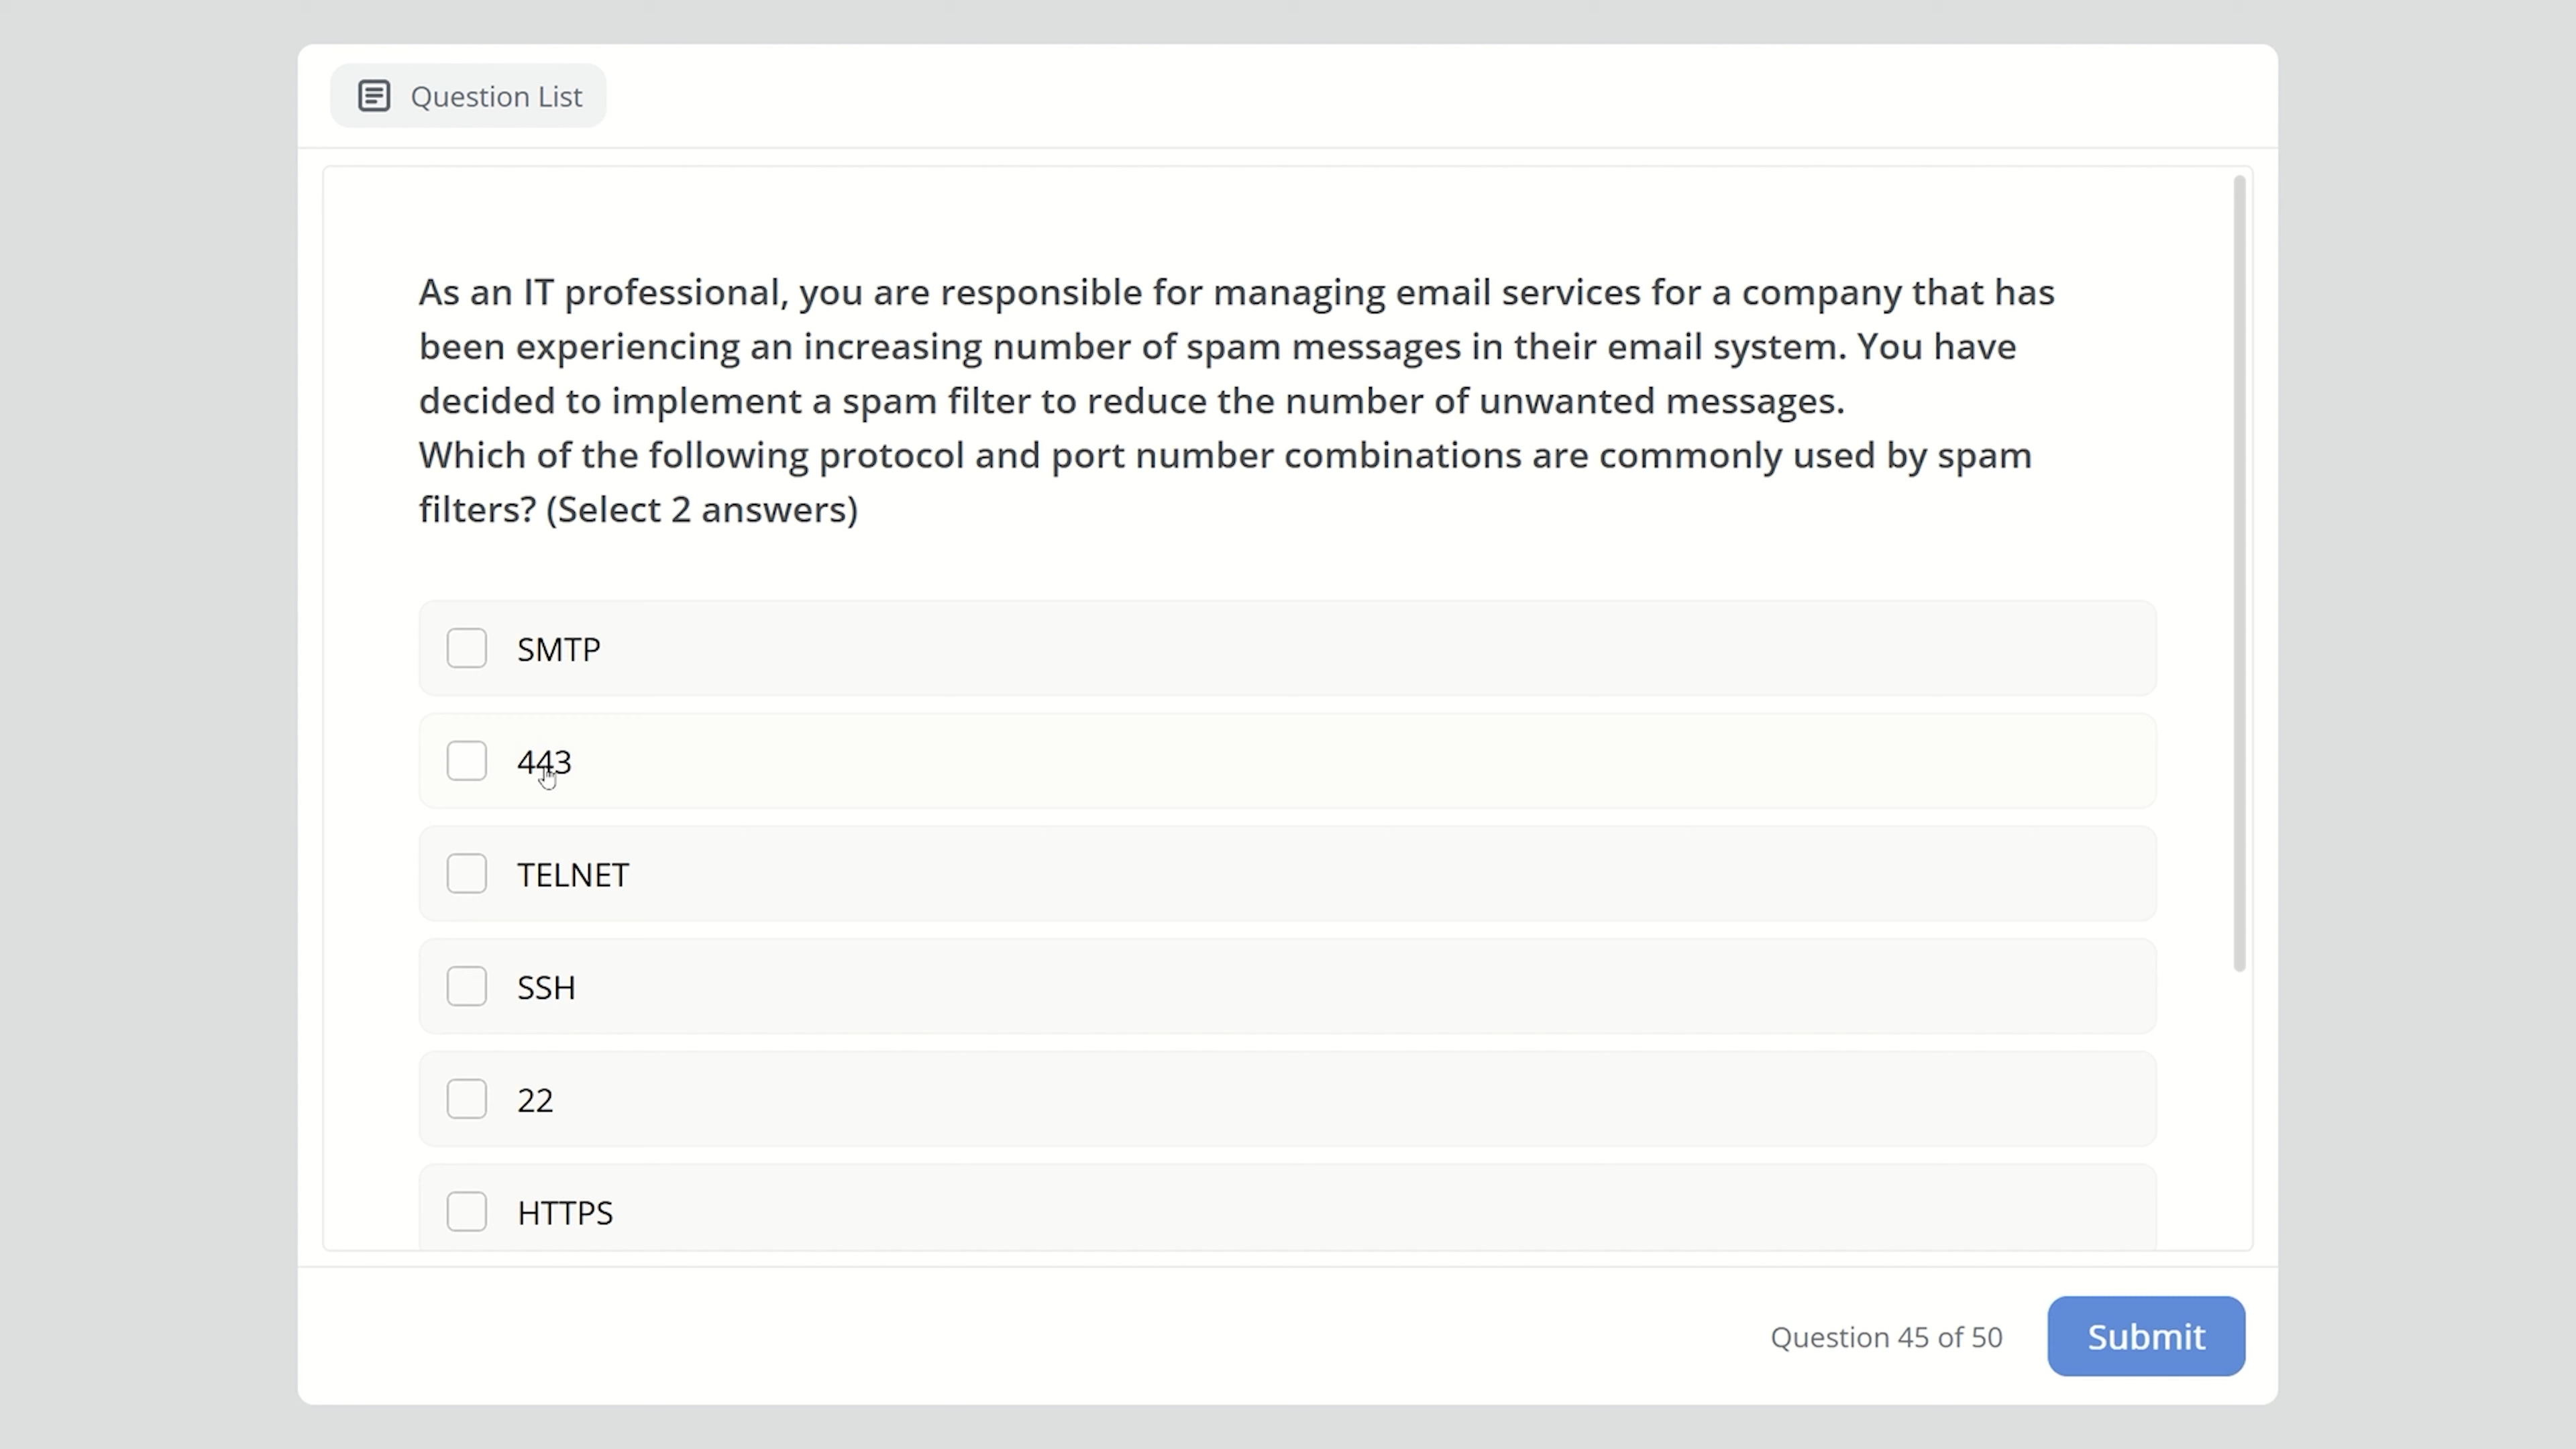 Question List
As an IT professional, you are responsible for managing email services for a company that has
been experiencing an increasing number of spam messages in their email system. You have
decided to implement a spam filter to reduce the number of unwanted messages.
Which of the following protocol and port number combinations are commonly used by spam
filters? (Select 2 answers)
SMTP
443
TELNET
SSH
22
HTTPS
Question 45 of 50
Submit